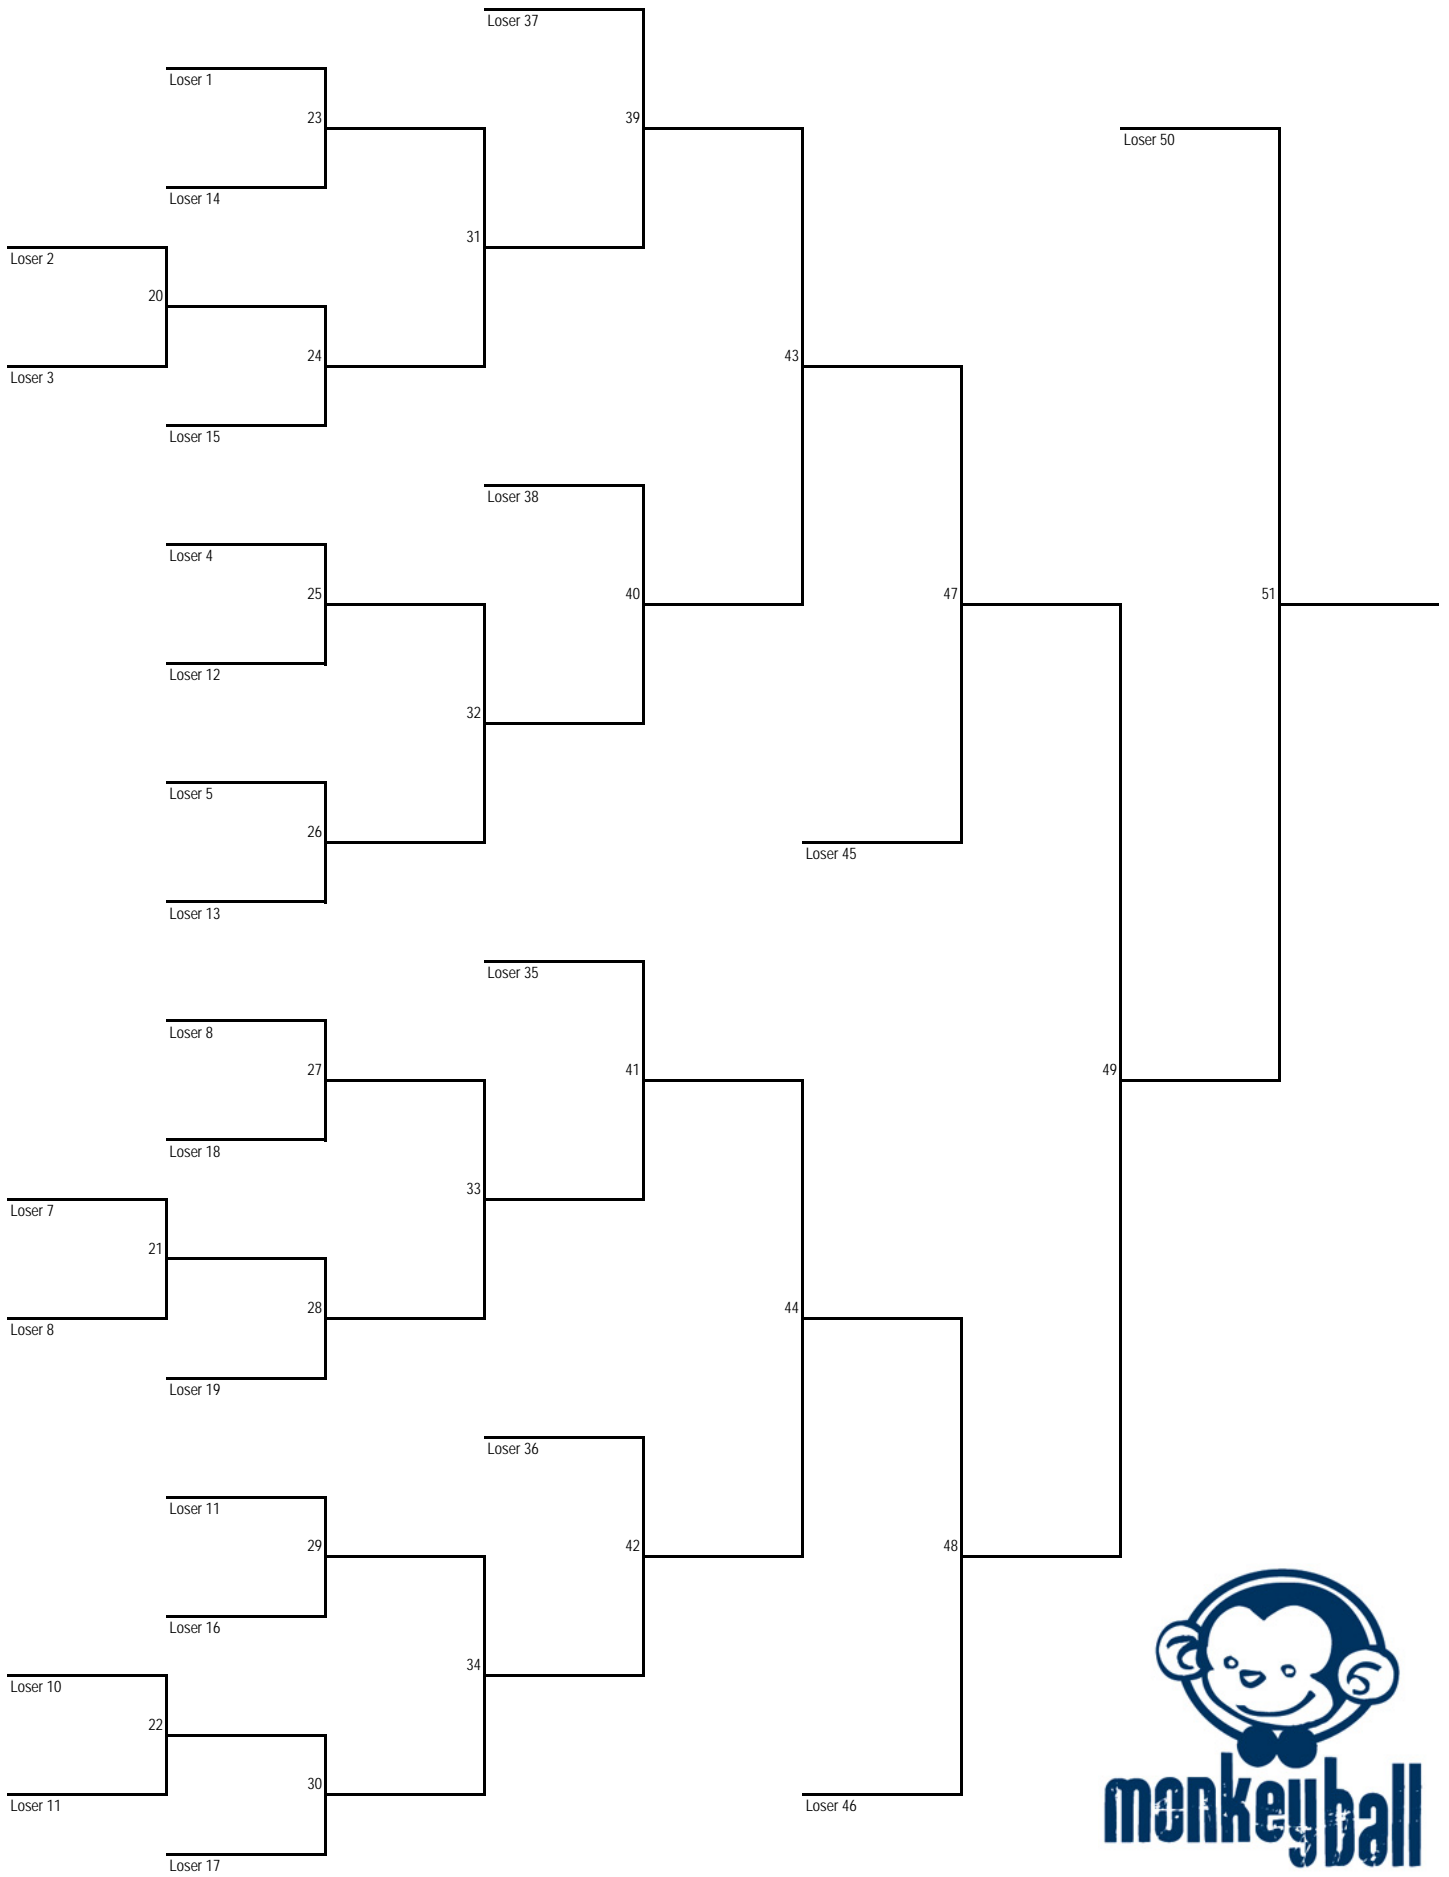 Loser 37
Loser 1
23
39
Loser 50
Loser 14
31
Loser 2
20
24
43
Loser 3
Loser 15
Loser 38
Loser 4
25
40
47
51
Loser 12
32
Loser 5
26
Loser 45
Loser 13
Loser 35
Loser 8
27
41
49
Loser 18
33
Loser 7
21
28
44
Loser 8
Loser 19
Loser 36
Loser 11
29
42
48
Loser 16
34
Loser 10
22
30
Loser 11
Loser 46
Loser 17
monkeyball